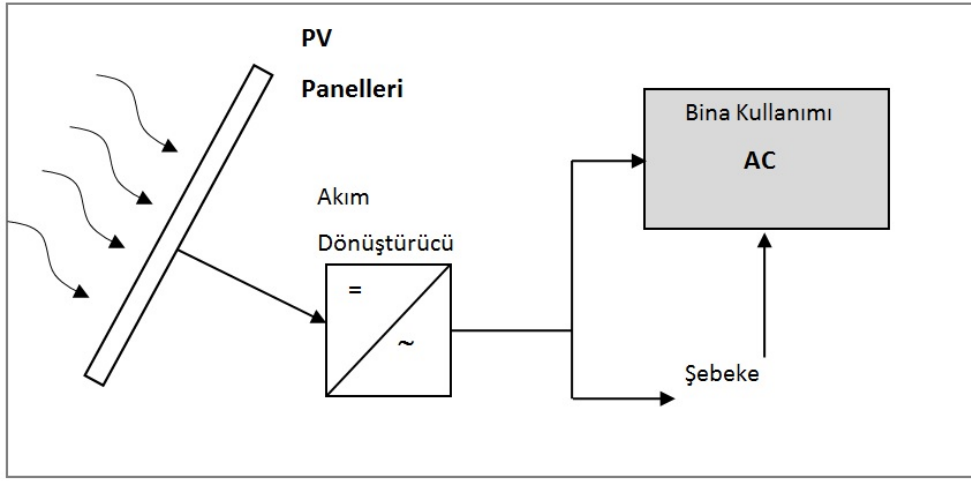 PV
Panelleri
Akım
Dönüştürücü
=
~
Bina Kullanımı
AC
Şebeke